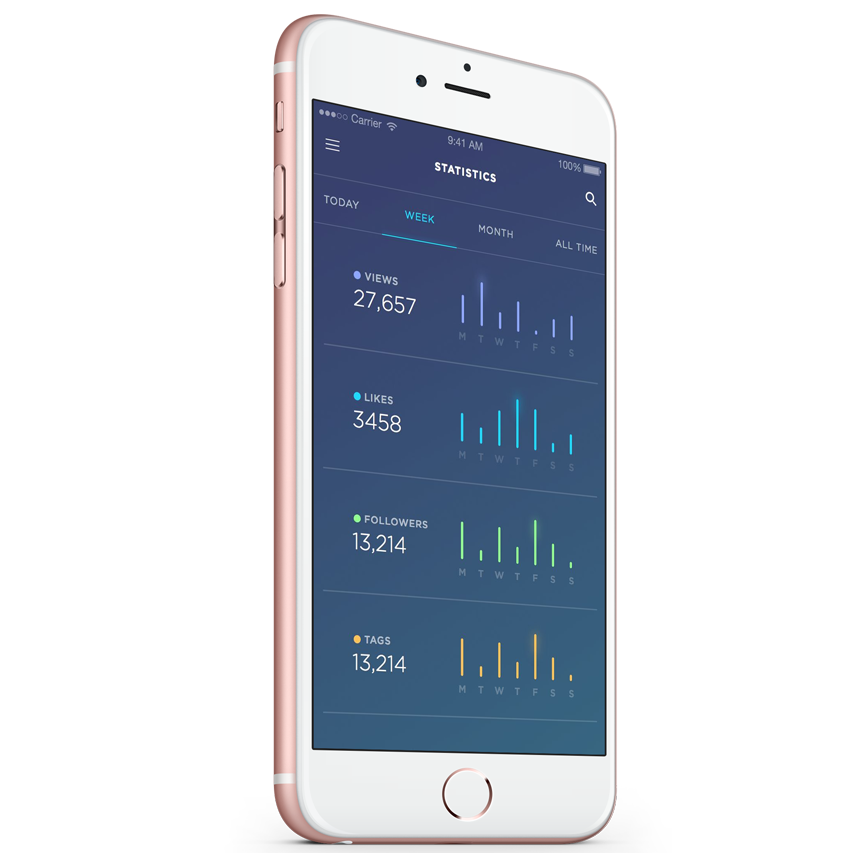 Carrier 9:41 AM 100%
STATISTICS
TODAY WEEK MONTH ALL TIME
VIEWS
27,657
M T W T F S S
LIKES
3458
M T W T F S S
FOLLOWERS
13,214
M T W T F S S
TAGS
13,214
M T W T F S S